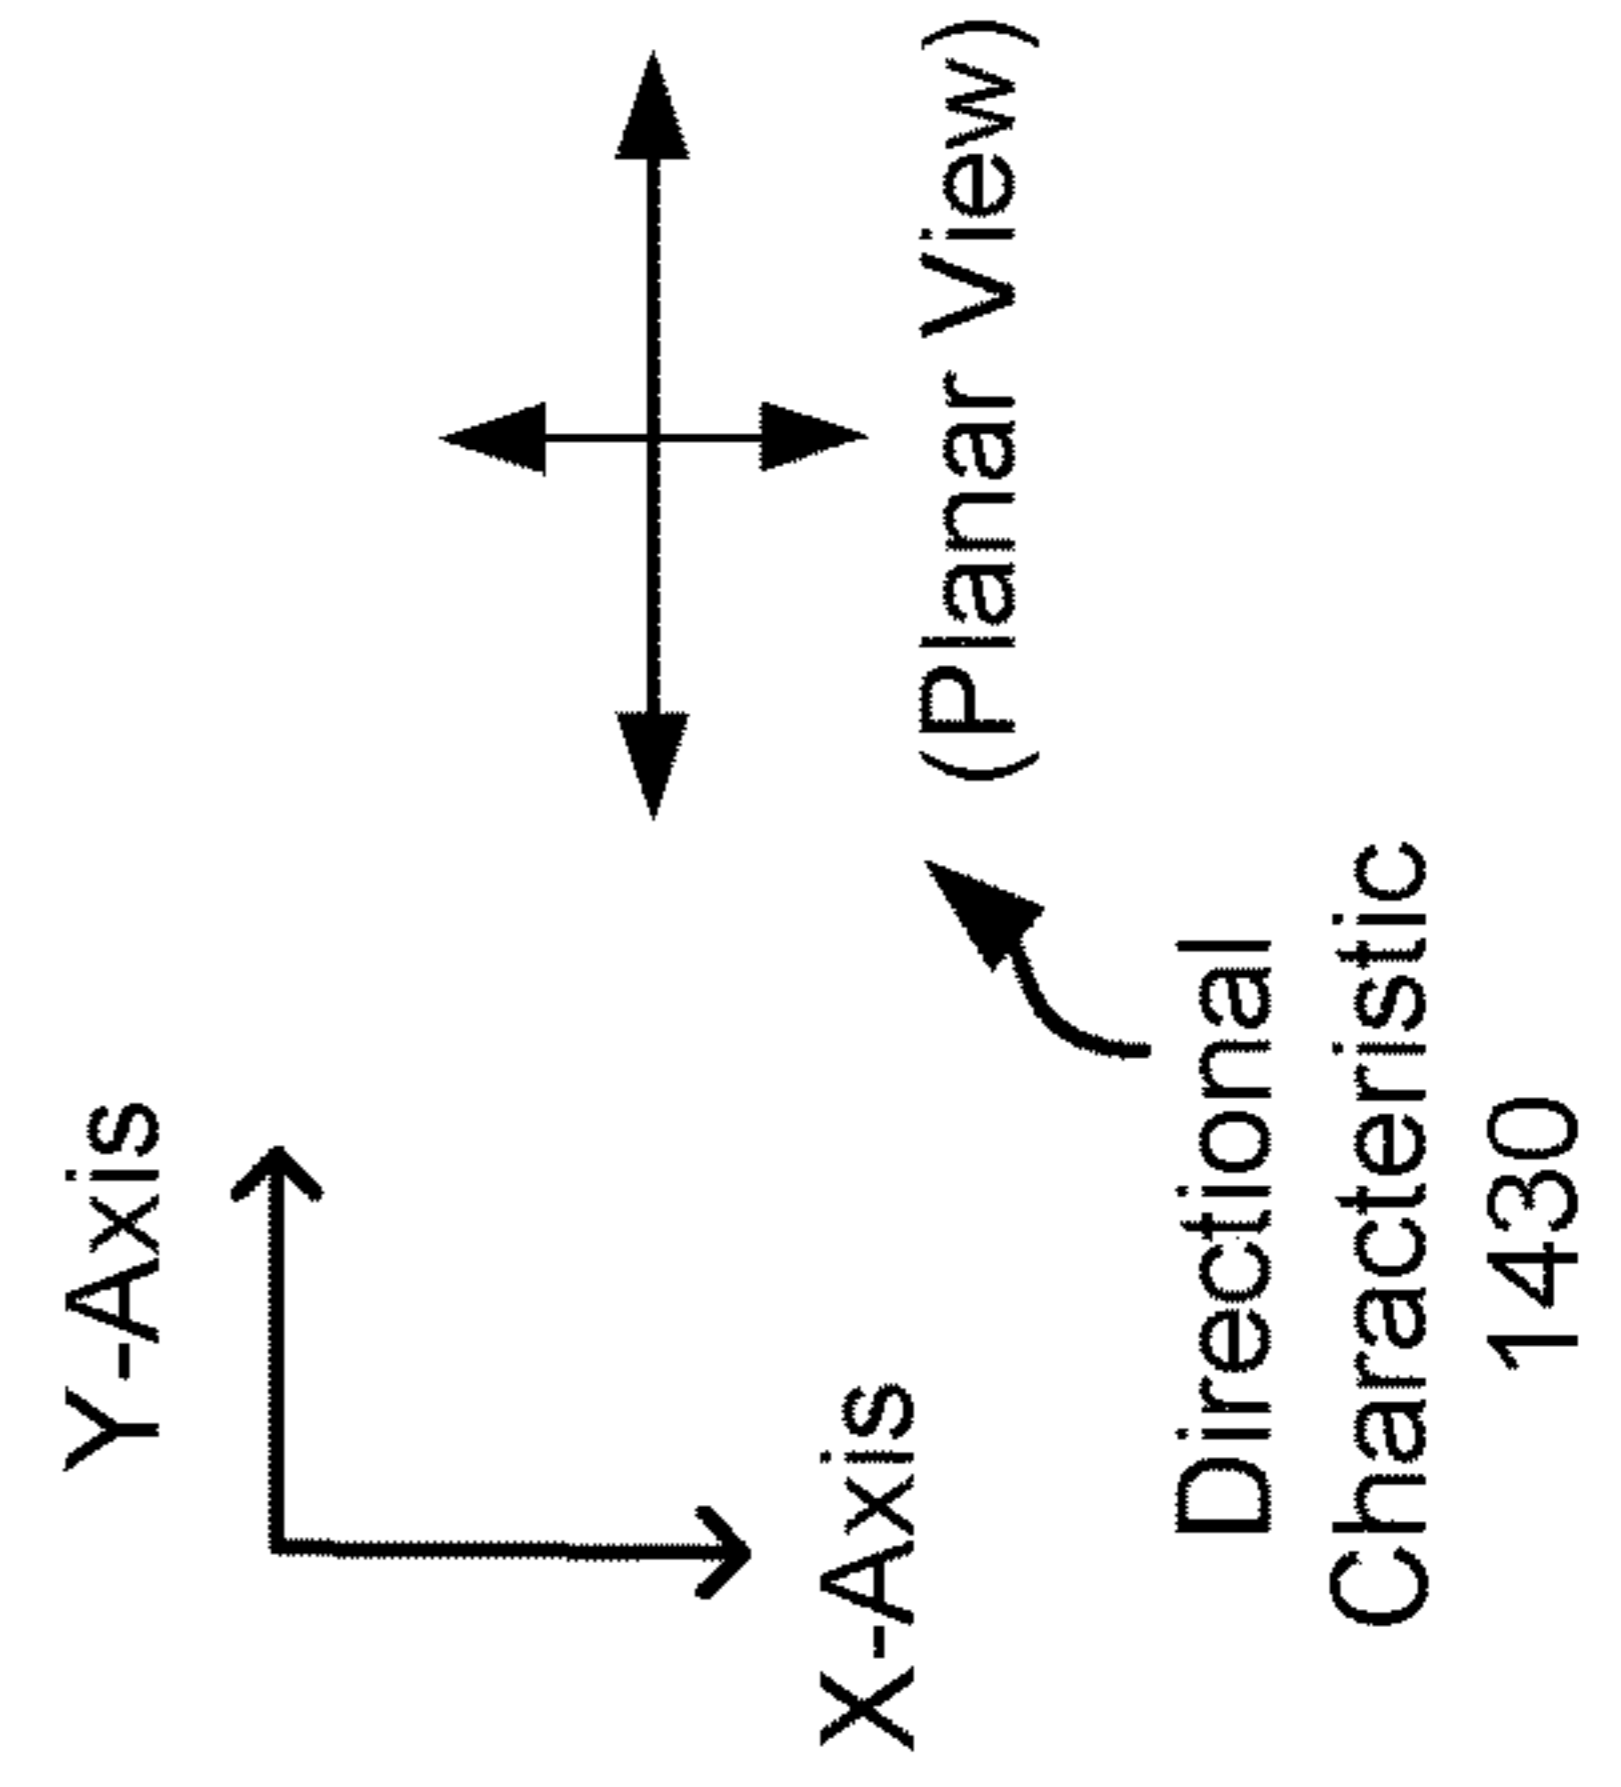 Y-Axis
X-Axis
(Planar View)
Directional
Characteristic
1430